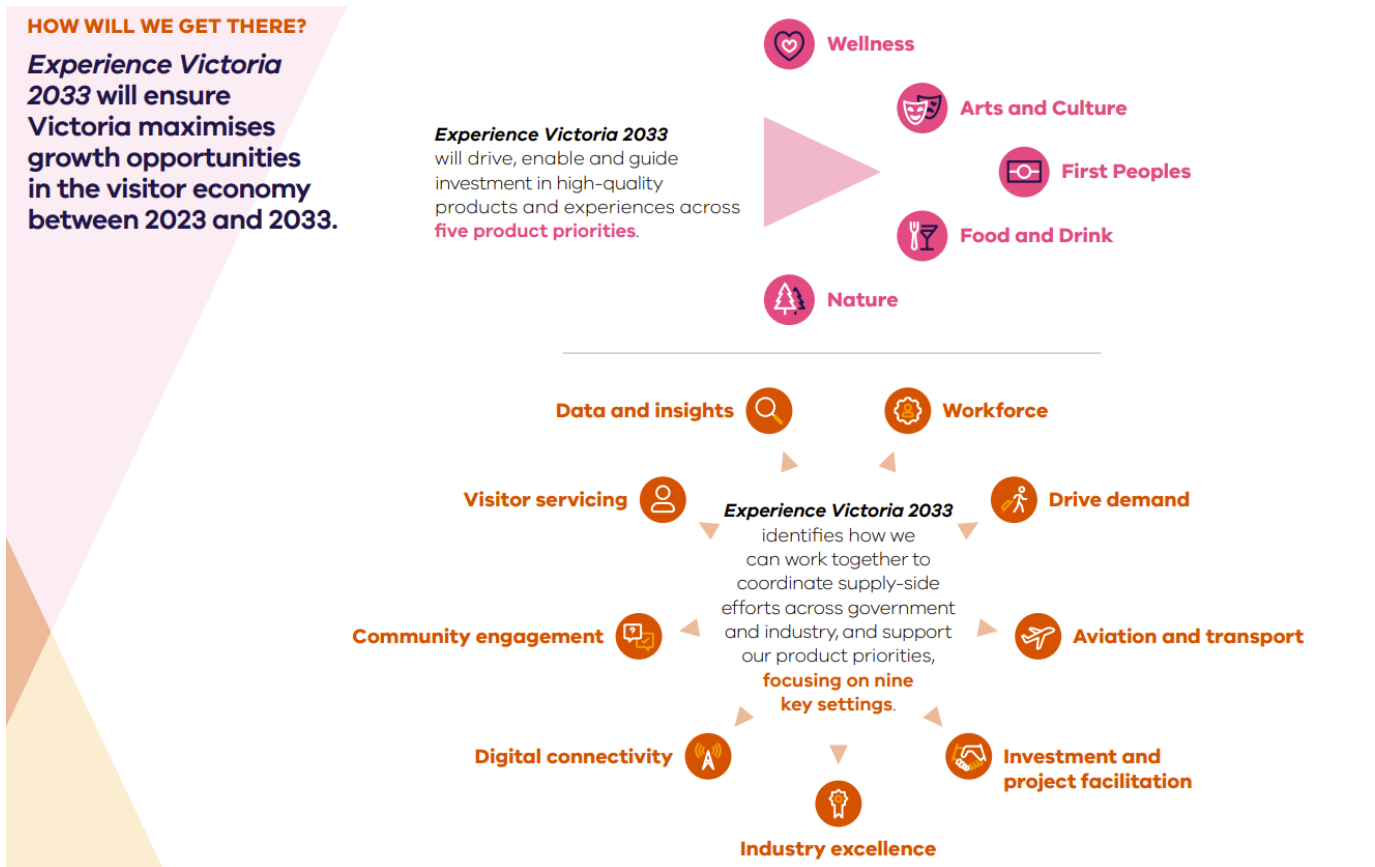 HOW WILL WE GET THERE?
Experience Victoria
2033 will ensure
Victoria maximises
growth opportunities
in the visitor economy
between 2023 and 2033.
Experience Victoria 2033
will drive, enable and guide
investment in high-quality
products and experiences across
five product priorities.
Wellness
Arts and Culture
First Peoples
Food and Drink
Nature
Data and insights
Workforce
Visitor servicing
Drive demand
Experience Victoria 2033
identifies how we
can work together to
coordinate supply-side
efforts across government
and industry, and support
our product priorities,
focusing on nine
key settings.
Community engagement
Aviation and transport
Digital connectivity
Investment and
project facilitation
Industry excellence